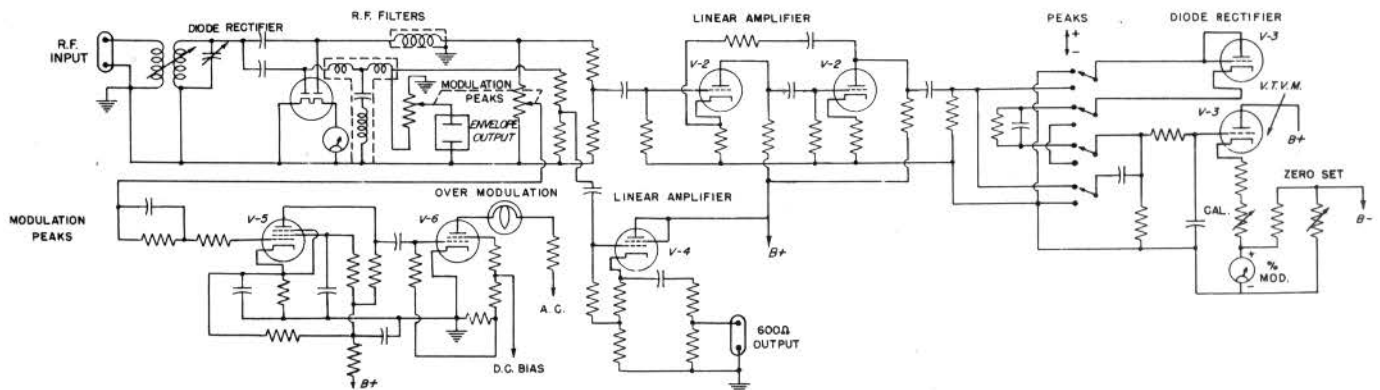 R.F. INPUT
DIODE RECTIFIER
R.F. FILTERS
MODULATION PEAKS
ENVELOPE OUTPUT
LINEAR AMPLIFIER
V-2
V-2
PEAKS
+
-
DIODE RECTIFIER
V-3
V.T.V.M.
V-3
B+
ZERO SET
CAL.
B-
+
%
MOD.
-
MODULATION PEAKS
V-5
OVER MODULATION
V-6
A.C.
D.C. BIAS
B+
LINEAR AMPLIFIER
V-4
B+
600Ω
OUTPUT